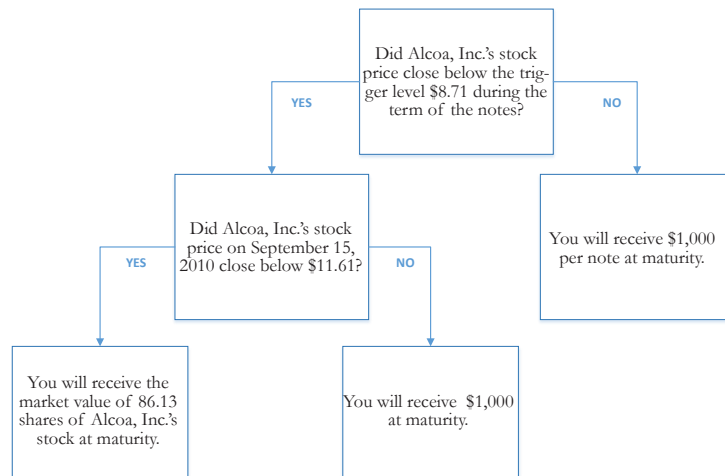 Did Alcoa, Inc.'s stock
price close below the trig-
ger level $8.71 during the
term of the notes?
YES
NO
Did Alcoa, Inc.'s stock
price on September 15,
2010 close below $11.61?
You will receive $1,000
per note at maturity.
YES
NO
You will receive the
market value of 86.13
shares of Alcoa, Inc.'s
stock at maturity.
You will receive $1,000
at maturity.